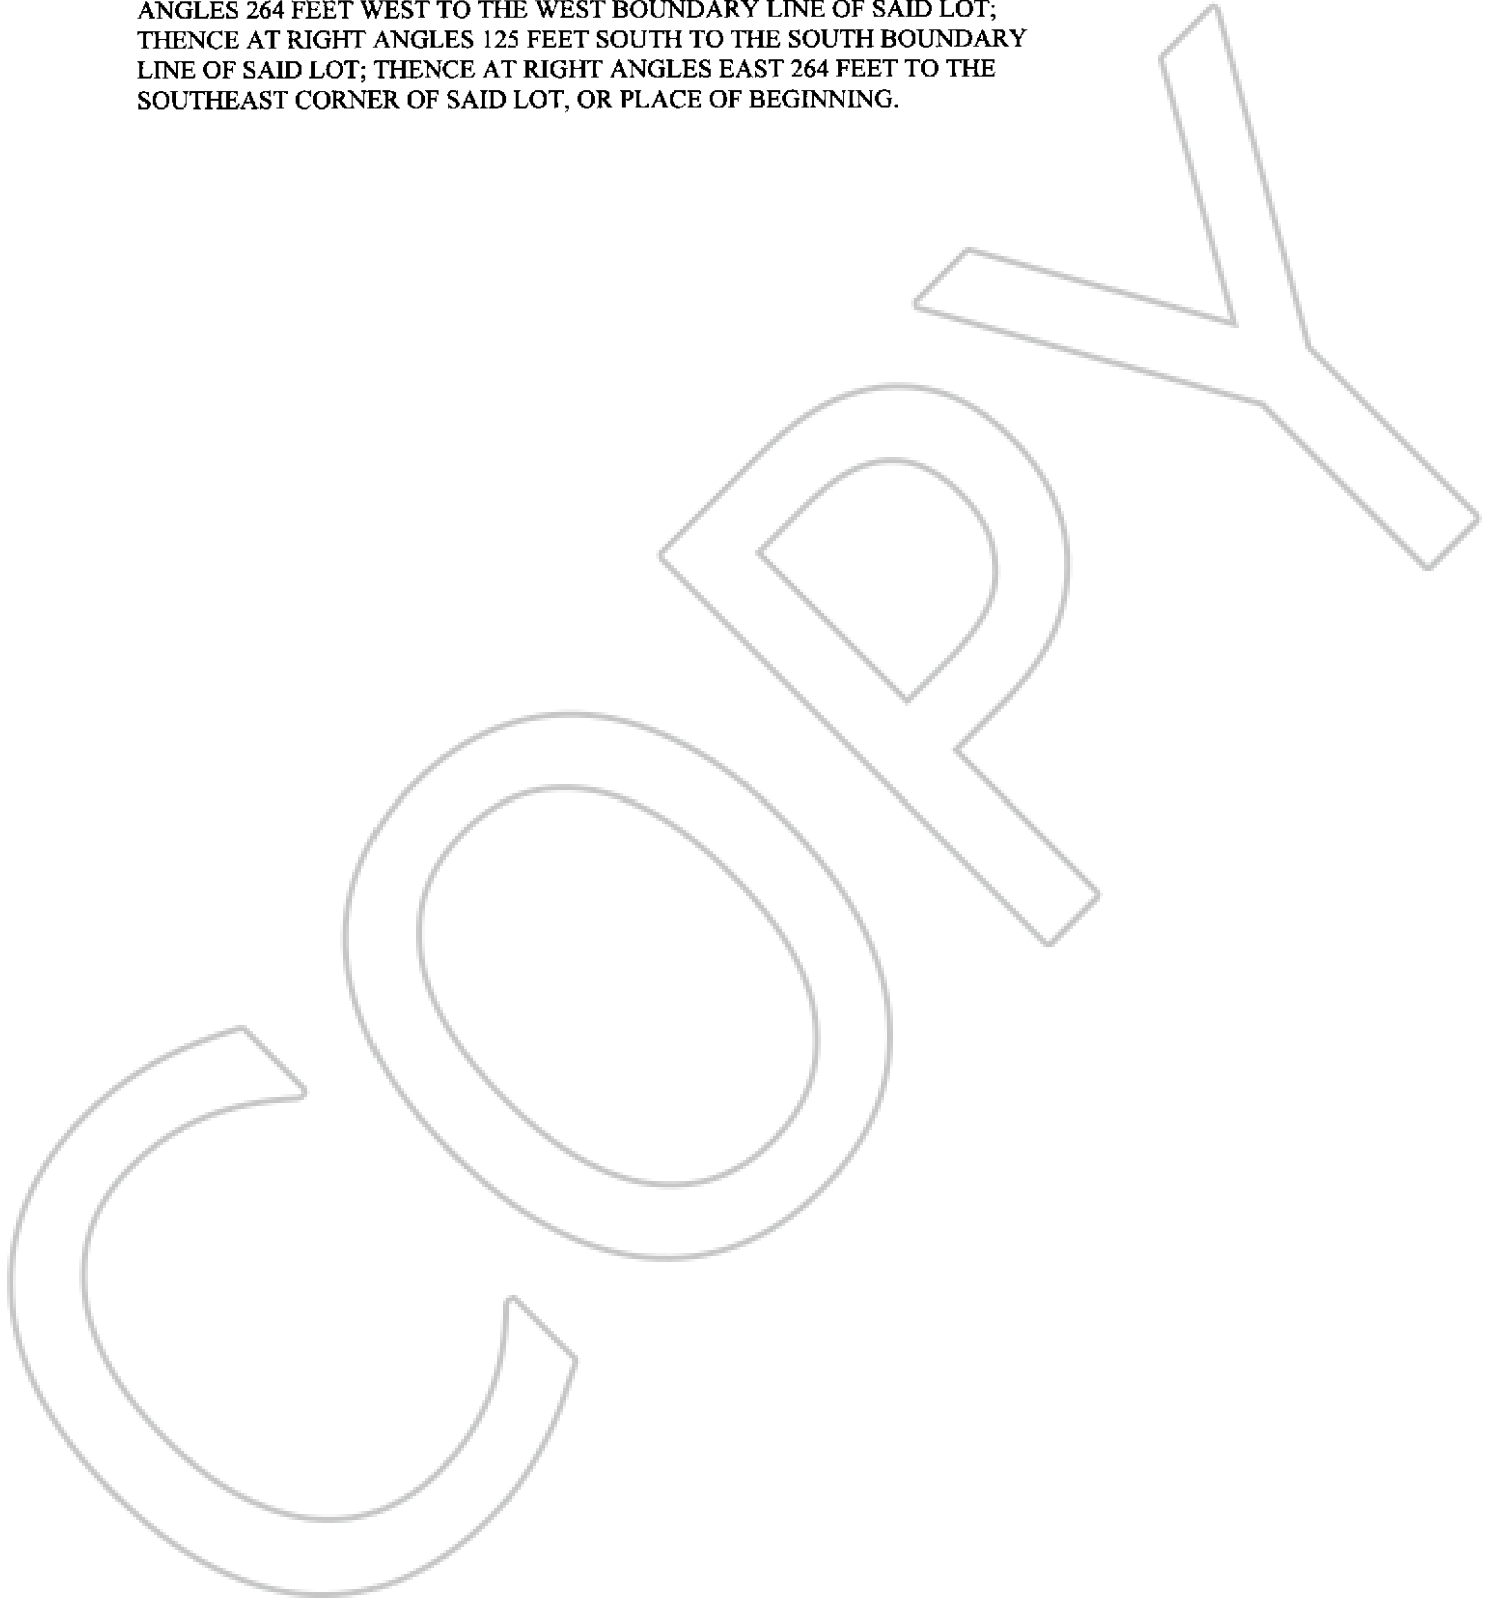 ANGLES 264 FEET WEST TO THE WEST BOUNDARY LINE OF SAID LOT;
THENCE AT RIGHT ANGLES 125 FEET SOUTH TO THE SOUTH BOUNDARY
LINE OF SAID LOT; THENCE AT RIGHT ANGLES EAST 264 FEET TO THE
SOUTHEAST CORNER OF SAID LOT, OR PLACE OF BEGINNING.
COPY